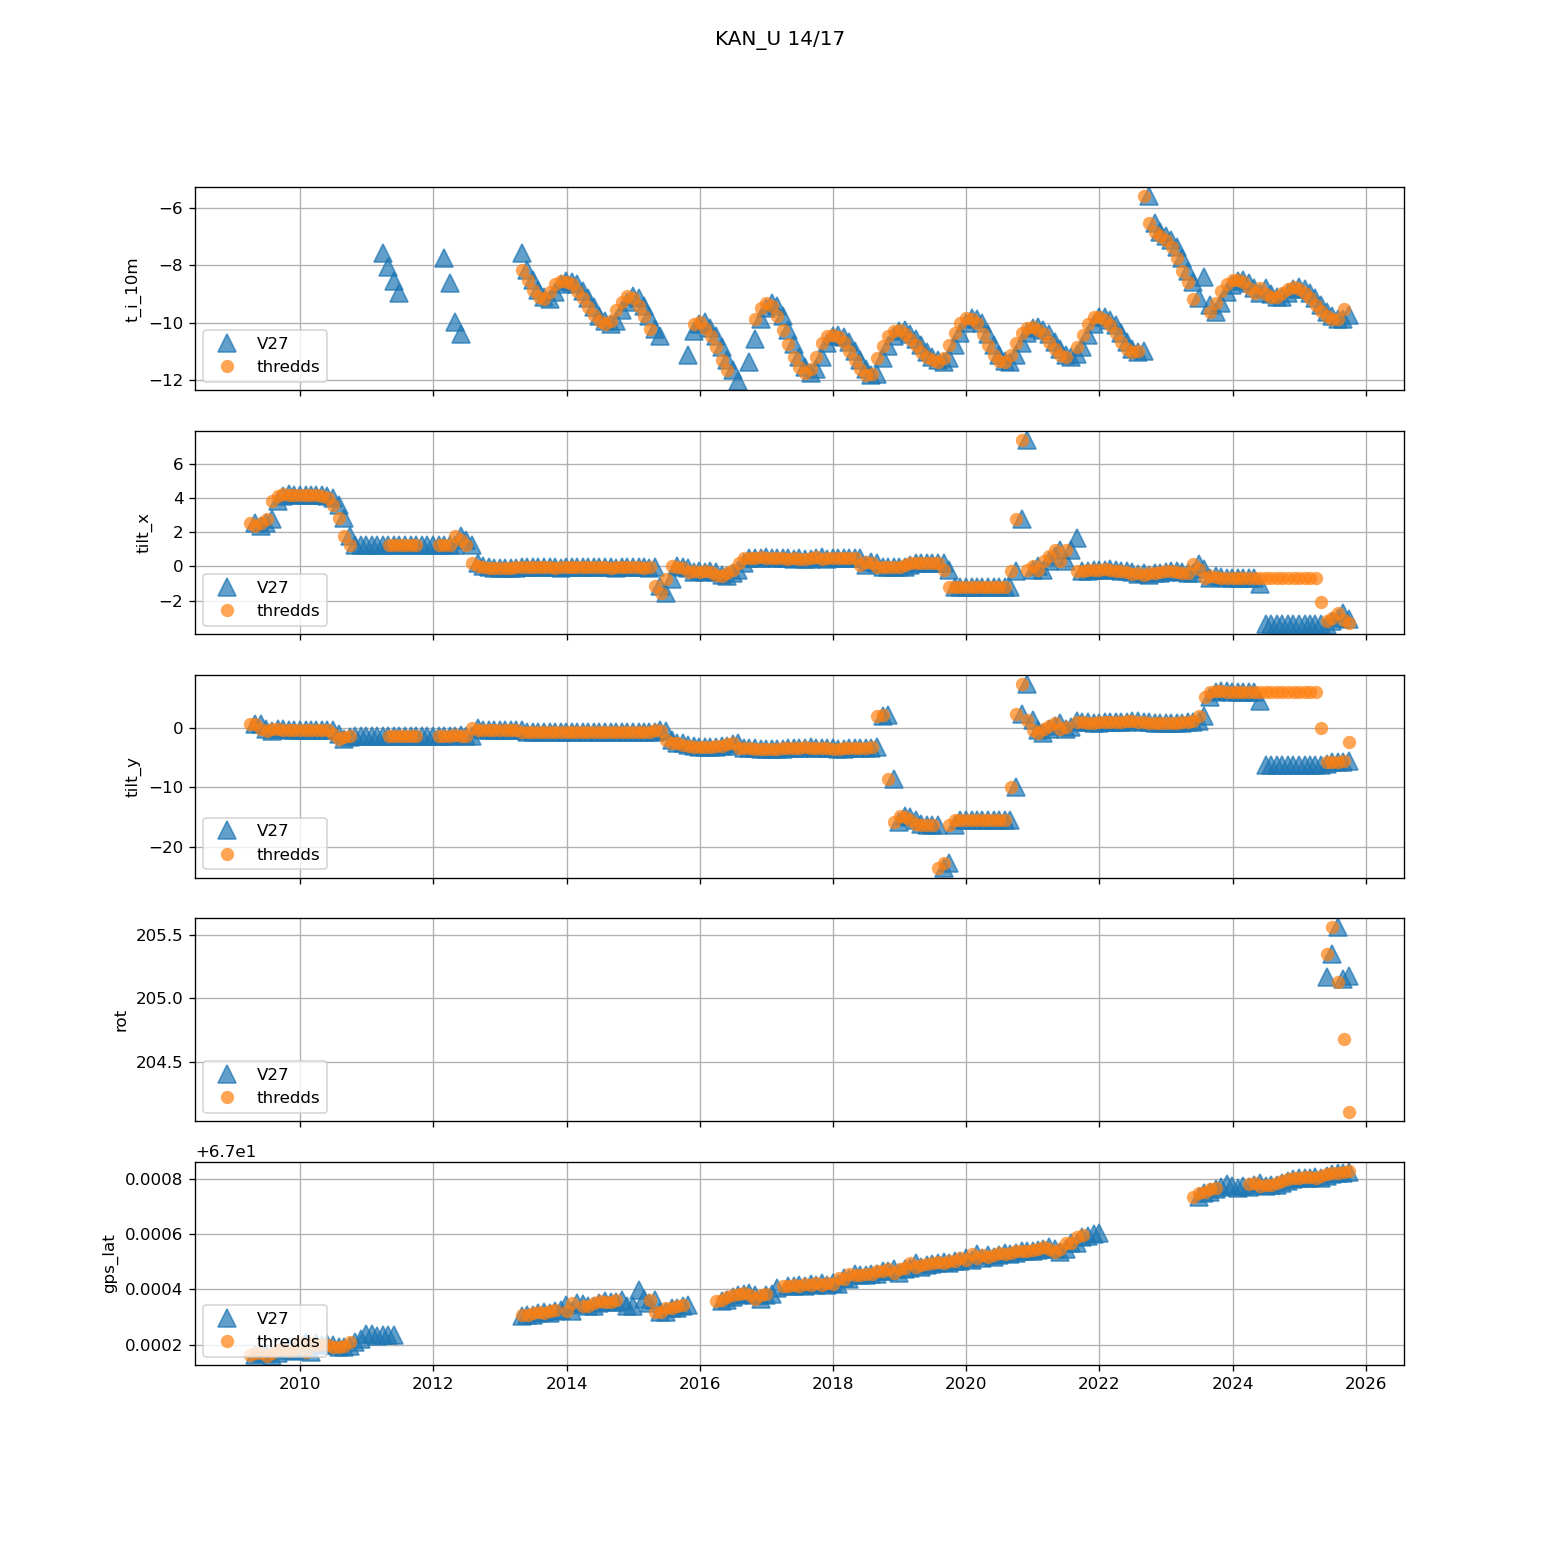 KAN_U 14/17
t_i_10m
−6
−8
−10
−12
V27
thredds
tilt_x
6
4
2
0
−2
V27
thredds
tilt_y
0
−10
−20
V27
thredds
rot
205.5
205.0
204.5
V27
thredds
+6.7e1
gps_lat
0.0008
0.0006
0.0004
0.0002
V27
thredds
2010 2012 2014 2016 2018 2020 2022 2024 2026